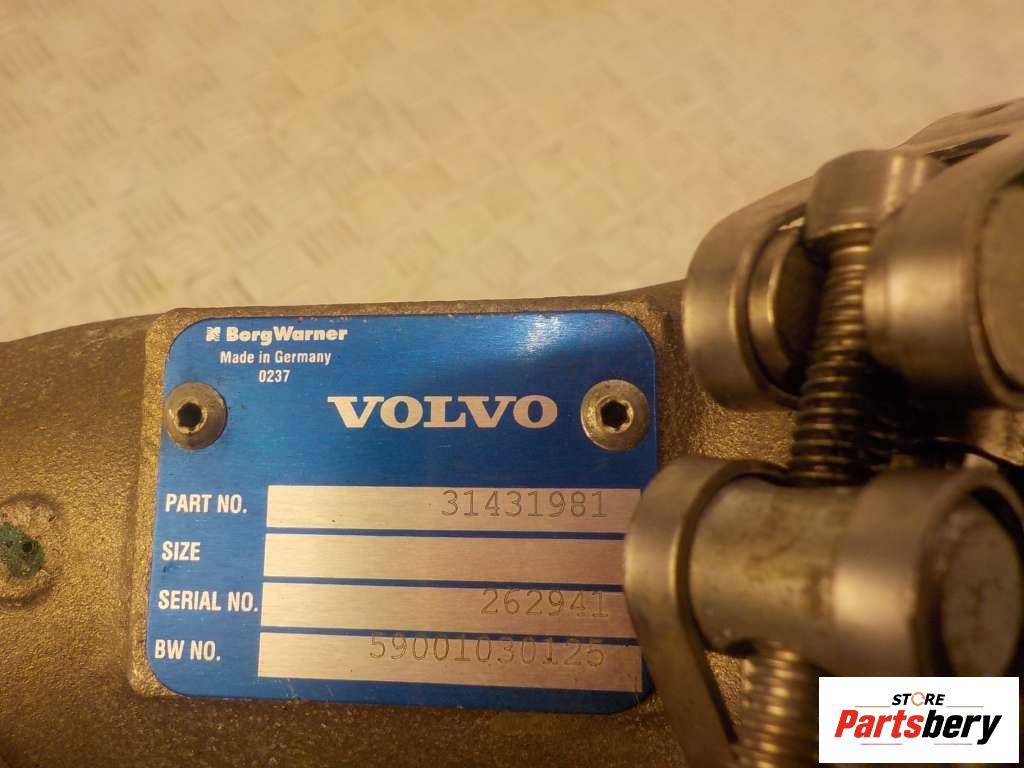 BorgWarner
Made in Germany
0237
VOLVO
PART NO. 31431981
SIZE
SERIAL NO. 262941
BW NO. 59001030125
STORE
Partsbery